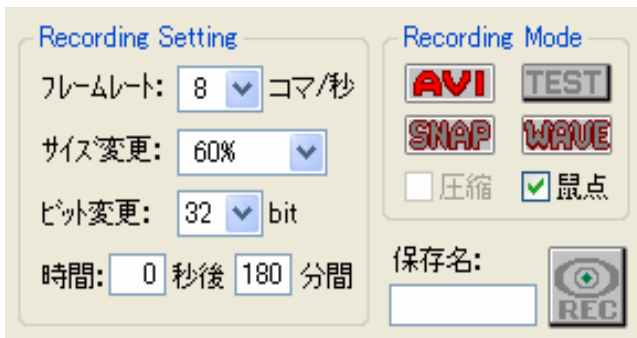 Recording Setting
フレームレート: 8 コマ/秒
サイズ変更: 60%
ビット変更: 32 bit
時間: 0 秒後 180 分間
Recording Mode
AVI TEST
SNAP WAVE
圧縮 鼠点
保存名:
REC